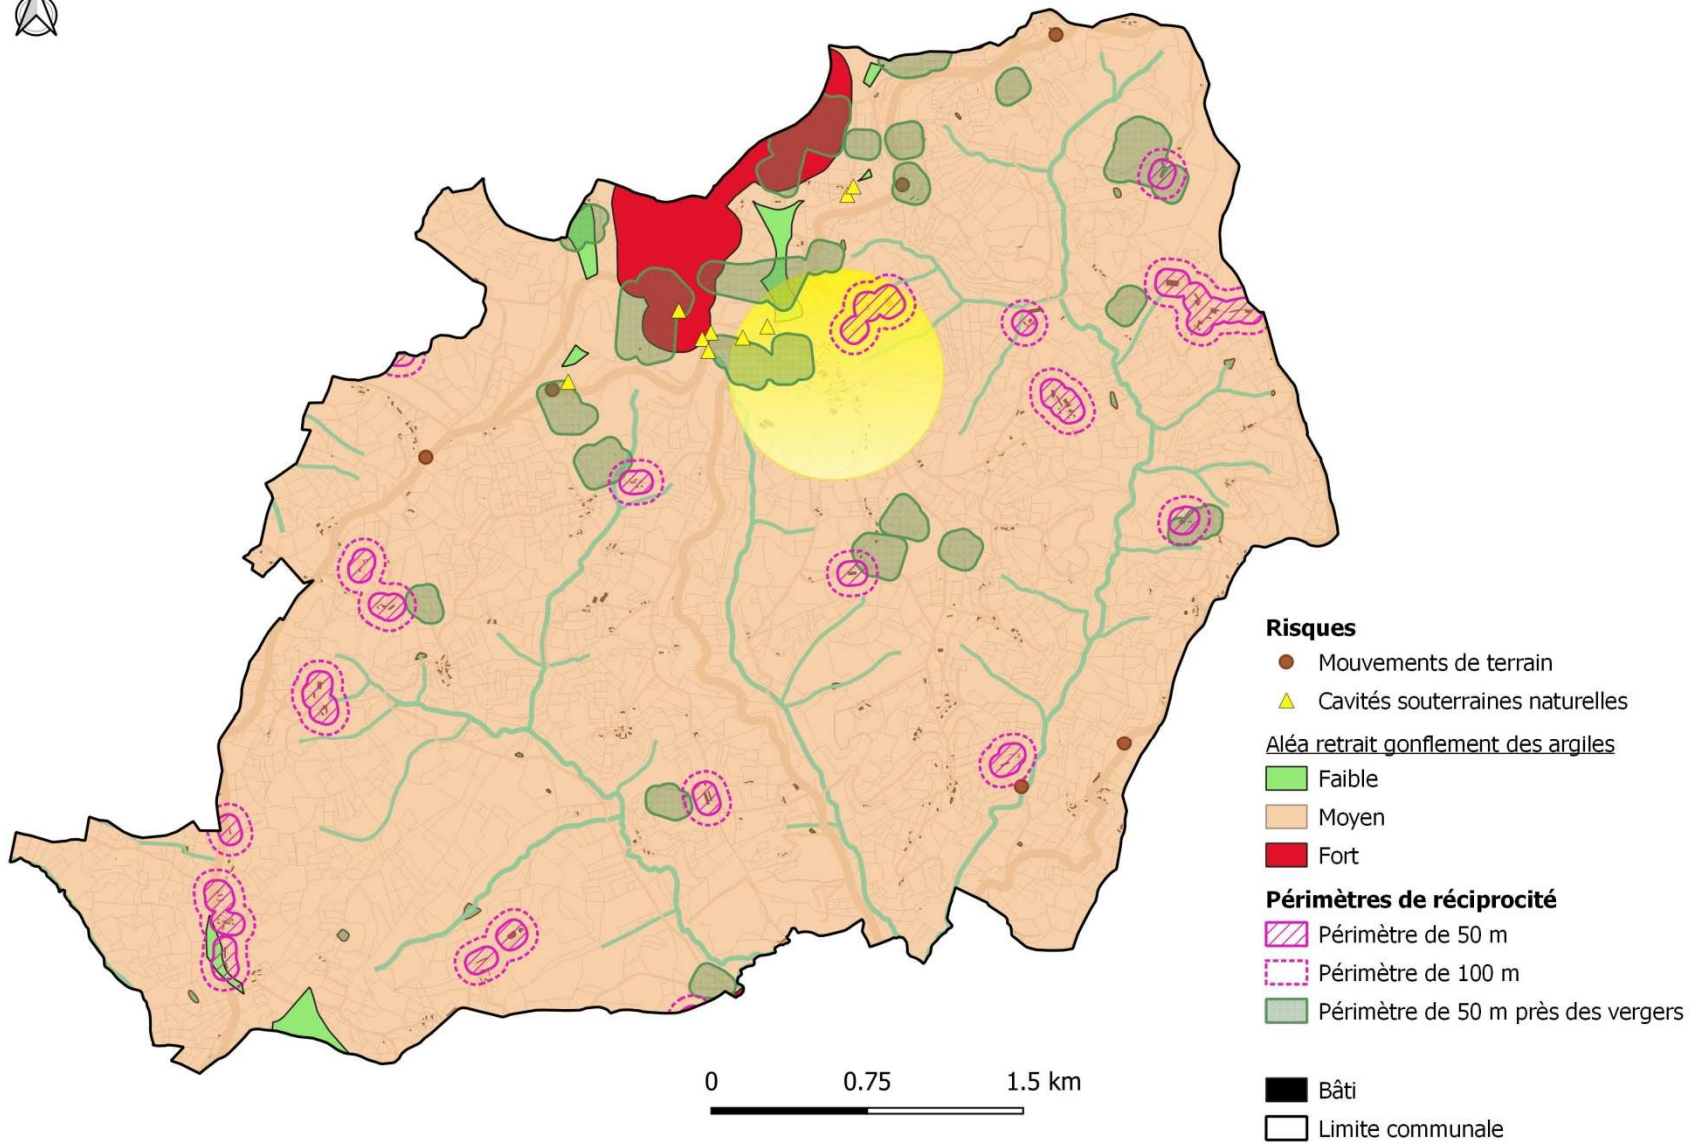 Risques
Mouvements de terrain
Cavités souterraines naturelles
Aléa retrait gonflement des argiles
Faible
Moyen
Fort
Périmètres de réciprocité
Périmètre de 50 m
Périmètre de 100 m
Périmètre de 50 m près des vergers
Bâti
Limite communale
0 0.75 1.5 km